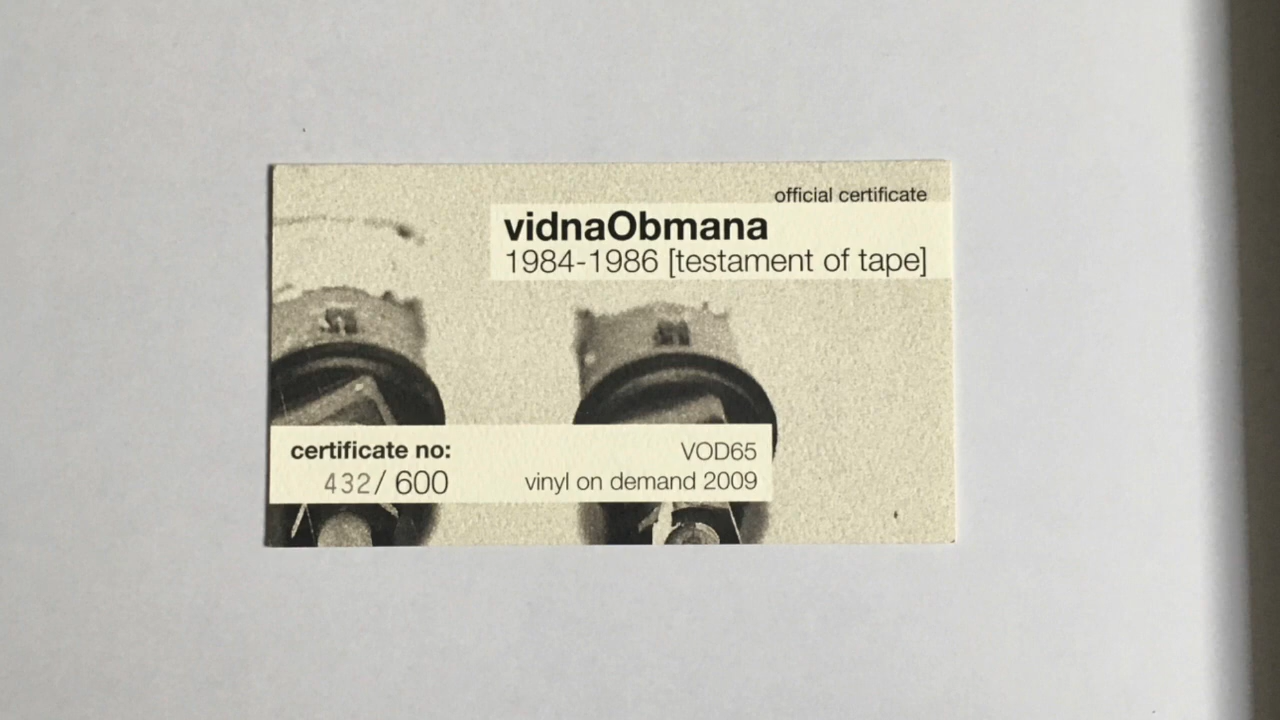 official certificate
vidnaObmana
1984-1986 [testament of tape]
certificate no:
432/ 600
VOD65
vinyl on demand 2009